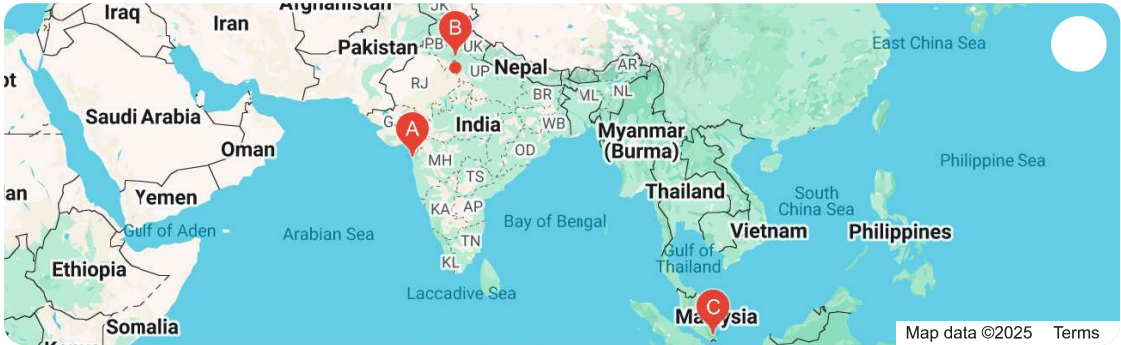 Iraq
Iran
Afghanistan
JK
B
Pakistan
PB
UK
East China Sea
Nepal
RJ
UP
AR
BR
ML
NL
Saudi Arabia
G
A
India
WB
Myanmar
(Burma)
Oman
MH
OD
Philippine Sea
TS
Yemen
Thailand
South
China Sea
KA
AP
Gulf of Aden
Arabian Sea
Bay of Bengal
Vietnam
Philippines
TN
Gulf of
Thailand
KL
Ethiopia
Laccadive Sea
C
Malaysia
Somalia
Map data ©2025
Terms